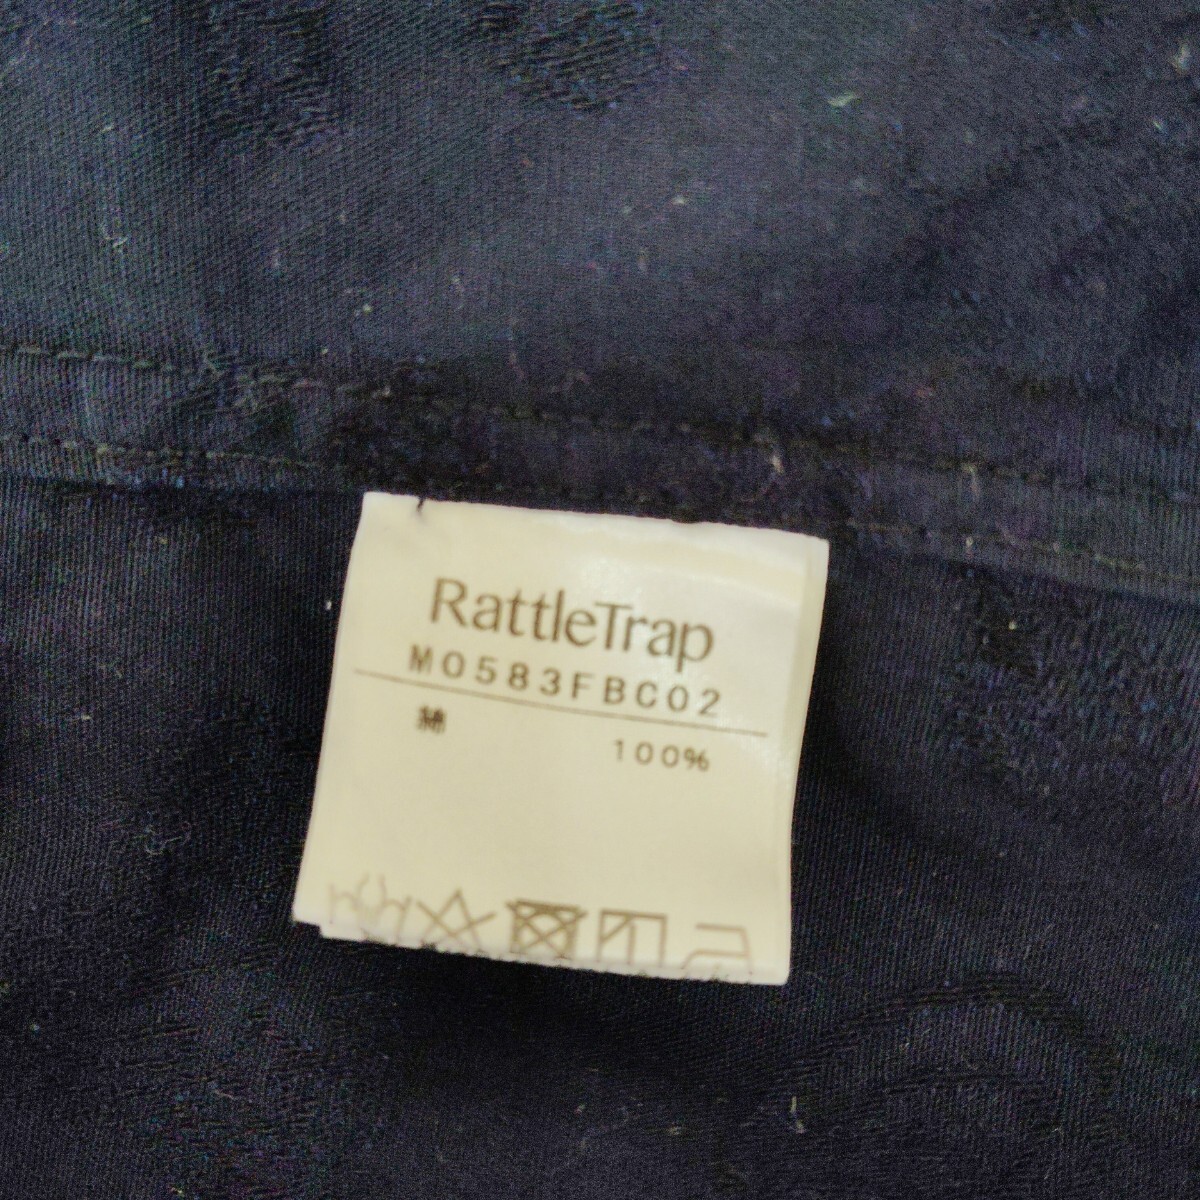 RattleTrap
M0583FBC02
綿 100%